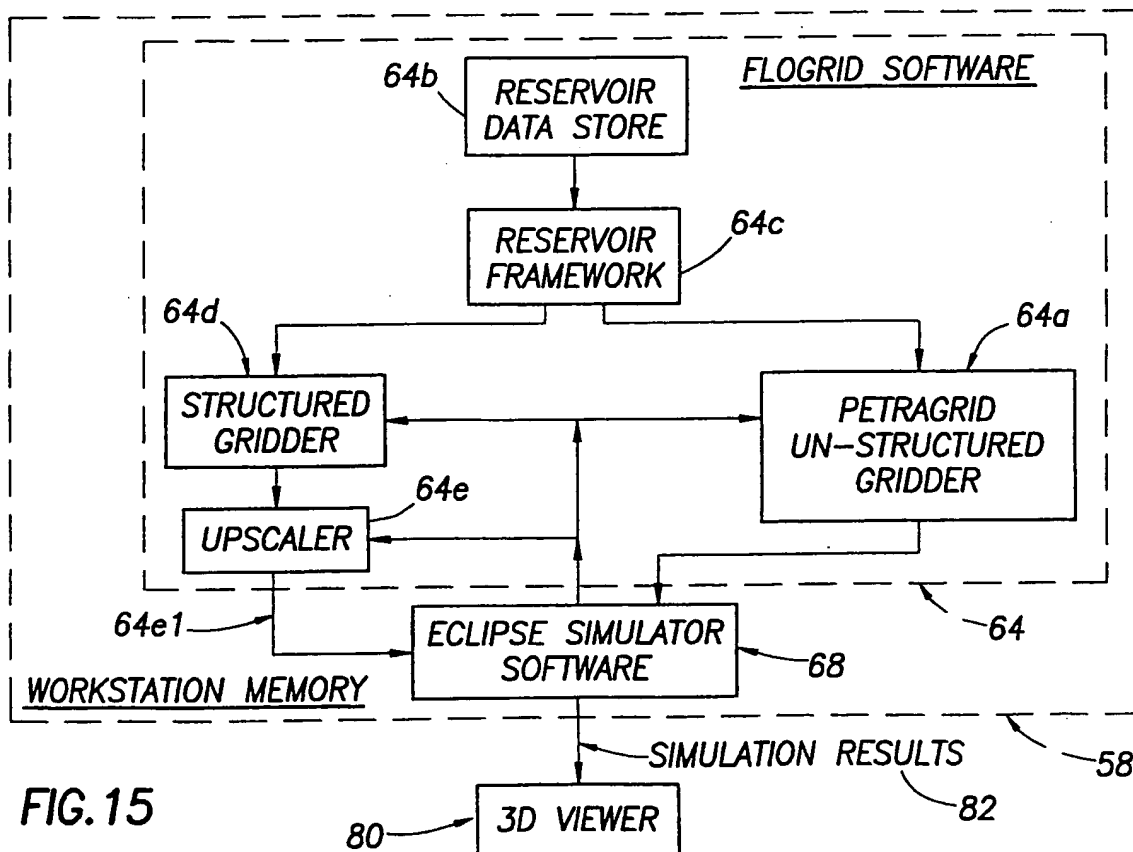 64b
RESERVOIR
DATA STORE
FLOGRID SOFTWARE
RESERVOIR
FRAMEWORK
64c
64d
64a
STRUCTURED
GRIDDER
PETRAGRID
UN-STRUCTURED
GRIDDER
64e
UPSCALER
64e1
64
ECLIPSE SIMULATOR
SOFTWARE
68
WORKSTATION MEMORY
58
SIMULATION RESULTS
82
FIG.15
80
3D VIEWER